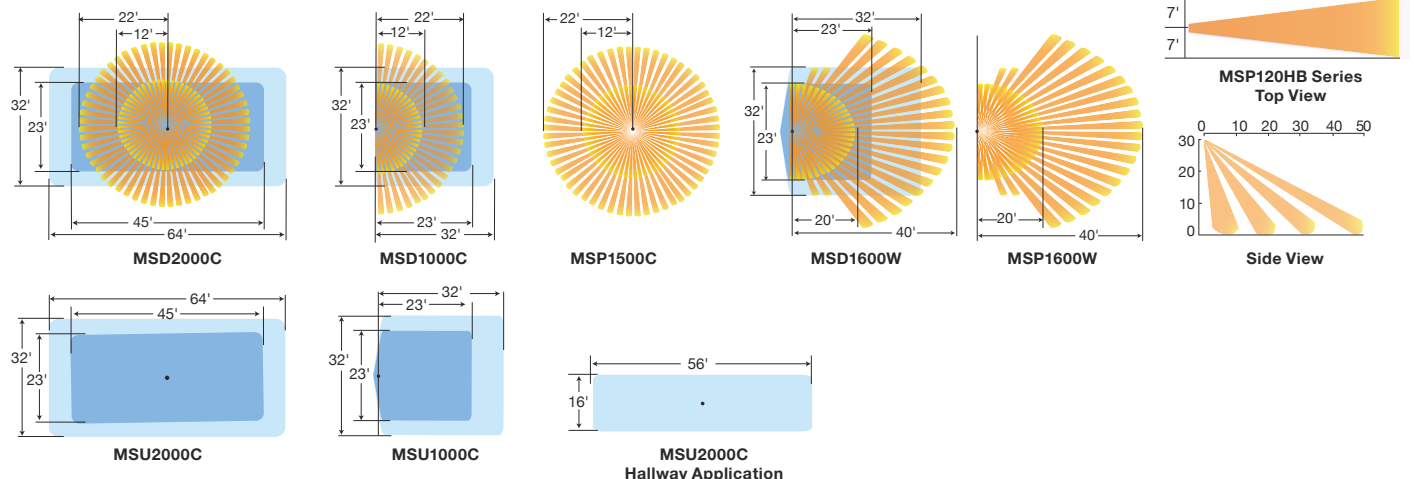 22'
12'
32'
23'
45'
64'
MSD2000C
22'
12'
32'
23'
23'
32'
MSD1000C
22'
12'
MSP1500C
32'
23'
32'
23'
20'
40'
MSD1600W
20'
40'
MSP1600W
7'
7'
MSP120HB Series
Top View
0 10 20 30 40 50
30
20
10
0
Side View
64'
45'
32'
23'
MSU2000C
32'
23'
32'
23'
MSU1000C
56'
16'
MSU2000C
Hallway Application